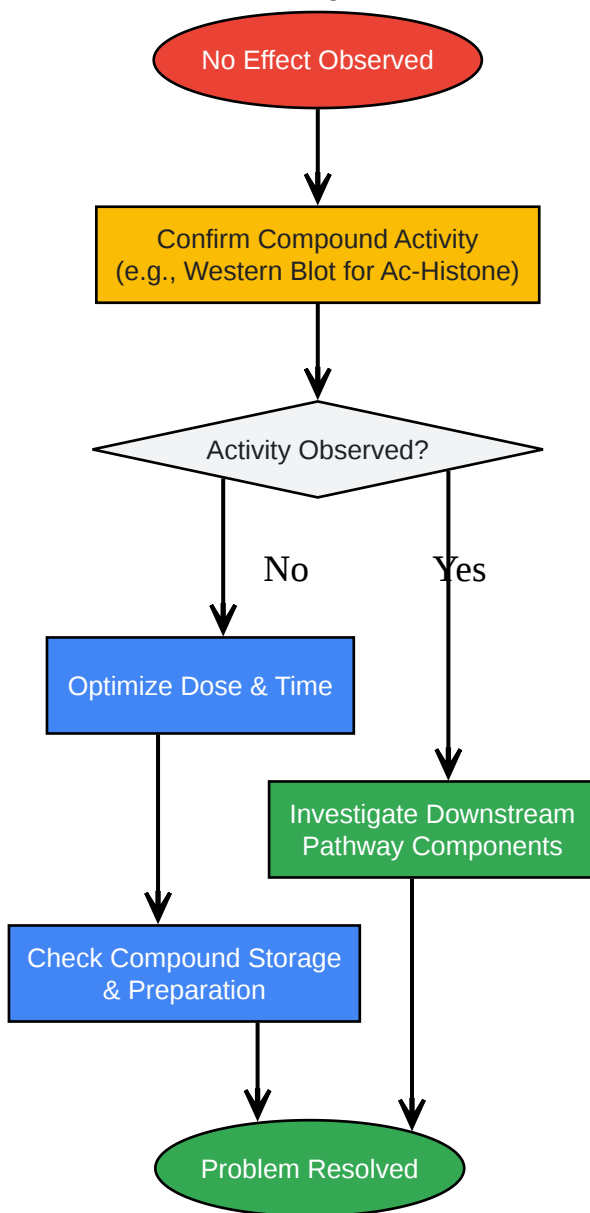 No Effect Observed
Confirm Compound Activity
(e.g., Western Blot for Ac-Histone)
Activity Observed?
No
Yes
Optimize Dose & Time
Investigate Downstream
Pathway Components
Check Compound Storage
& Preparation
Problem Resolved